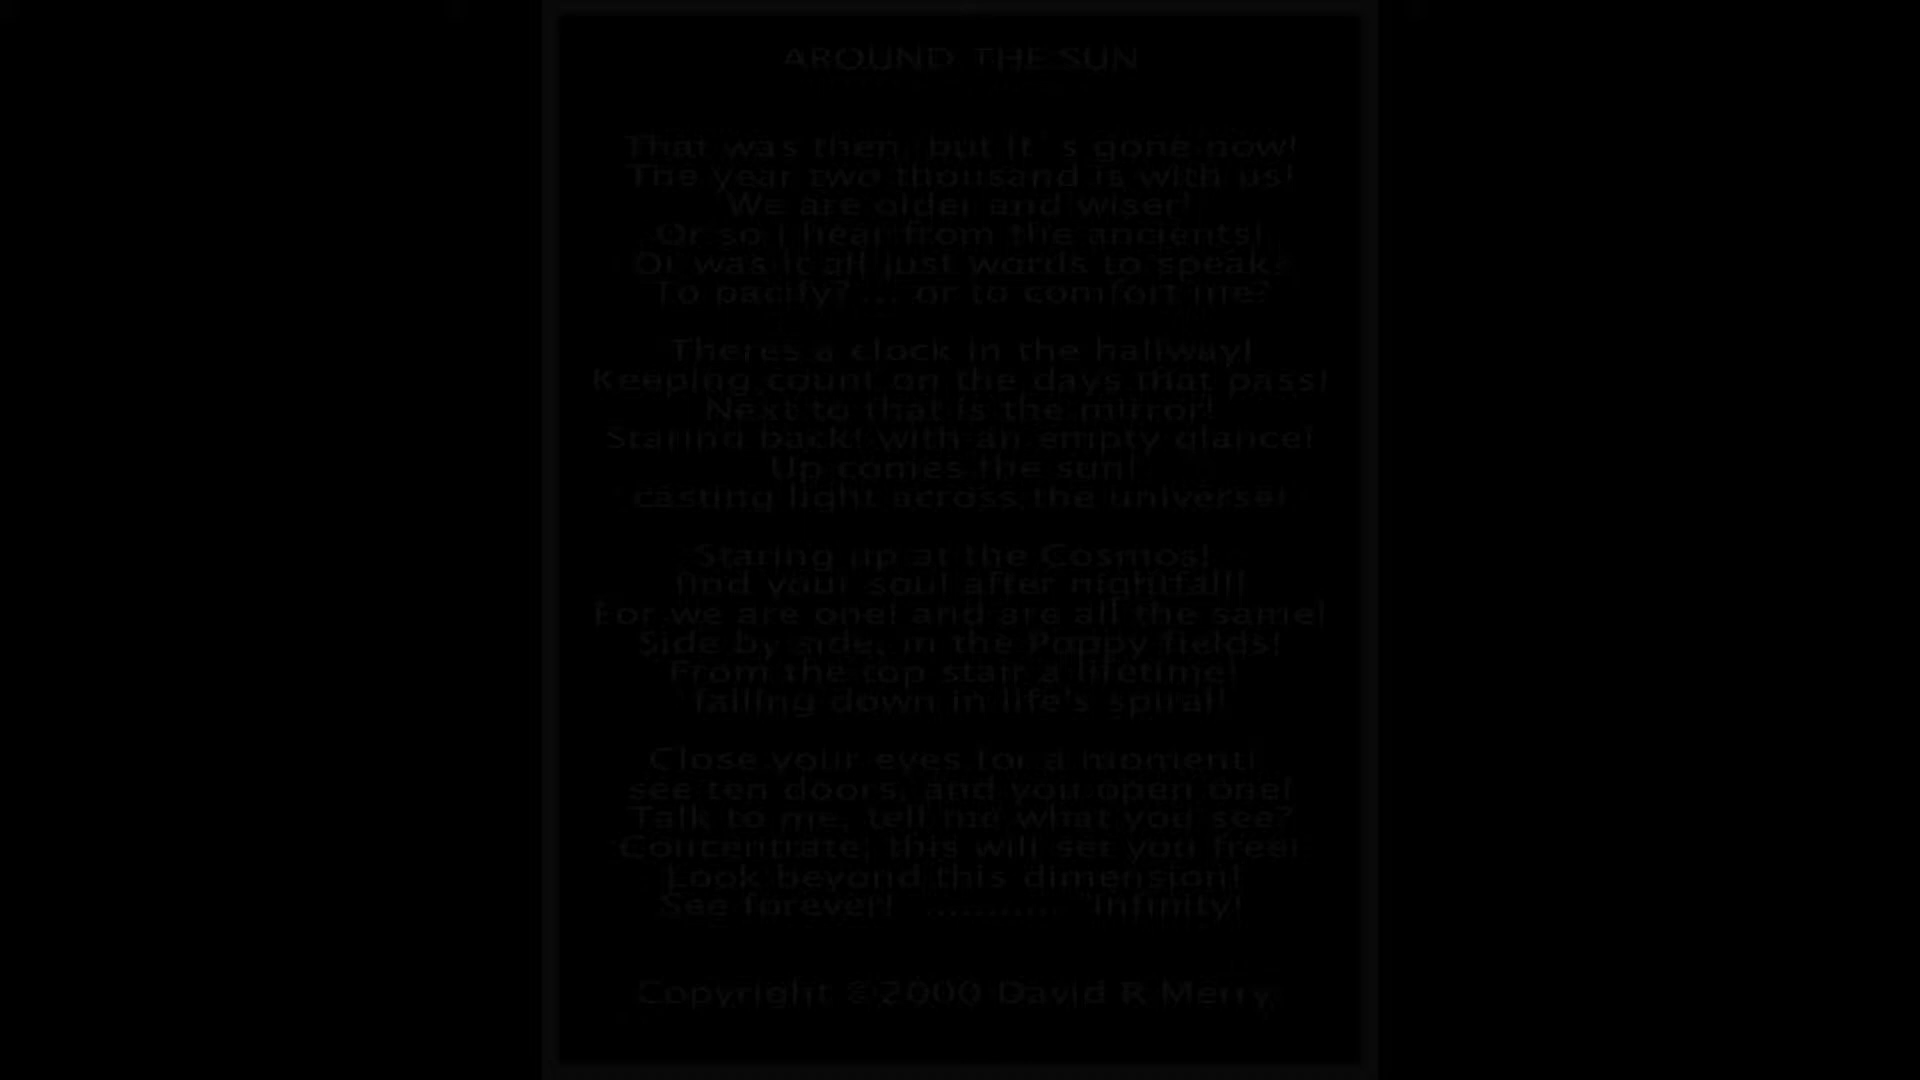 AROUND THE SUN
That was then, but it's gone now!
The year two thousand is with us!
We are older and wiser!
Or so I hear from the ancients!
Or was it all just words to speak?
To pacify? ... or to comfort me?
Theres a clock in the hallway!
Keeping count on the days that pass!
Next to that is the mirror!
Staring back! with an empty glance!
Up comes the sun!
casting light across the universe!
Staring up at the Cosmos!
find your soul after nightfall!
For we are one! and are all the same!
Side by side, in the Poppy fields!
From the top stair a lifetime!
falling down in life's spiral!
Close your eyes for a moment!
see ten doors, and you open one!
Talk to me, tell me what you see?
Concentrate, this will set you free!
Look beyond this dimension!
See forever! ............ "Infinity!
Copyright ©2000 David R Merry